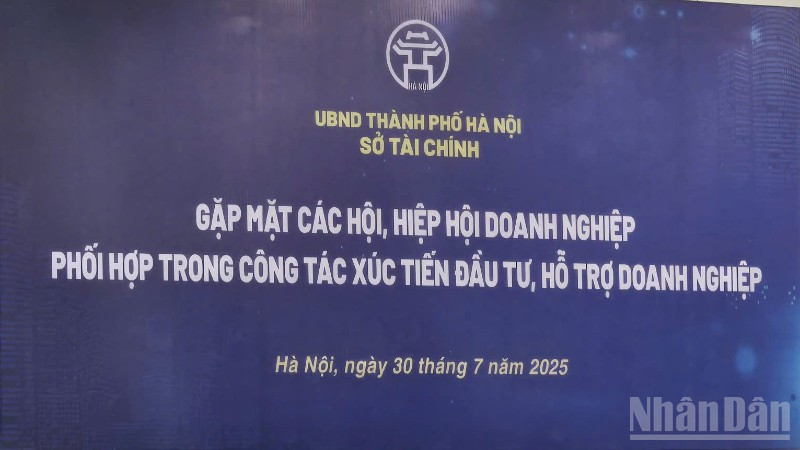 HÀ NỘI
UBND THÀNH PHỐ HÀ NỘI
SỞ TÀI CHÍNH
GẶP MẶT CÁC HỘI, HIỆP HỘI DOANH NGHIỆP
PHỐI HỢP TRONG CÔNG TÁC XÚC TIẾN ĐẦU TƯ, HỖ TRỢ DOANH NGHIỆP
Hà Nội, ngày 30 tháng 7 năm 2025
NhânDân